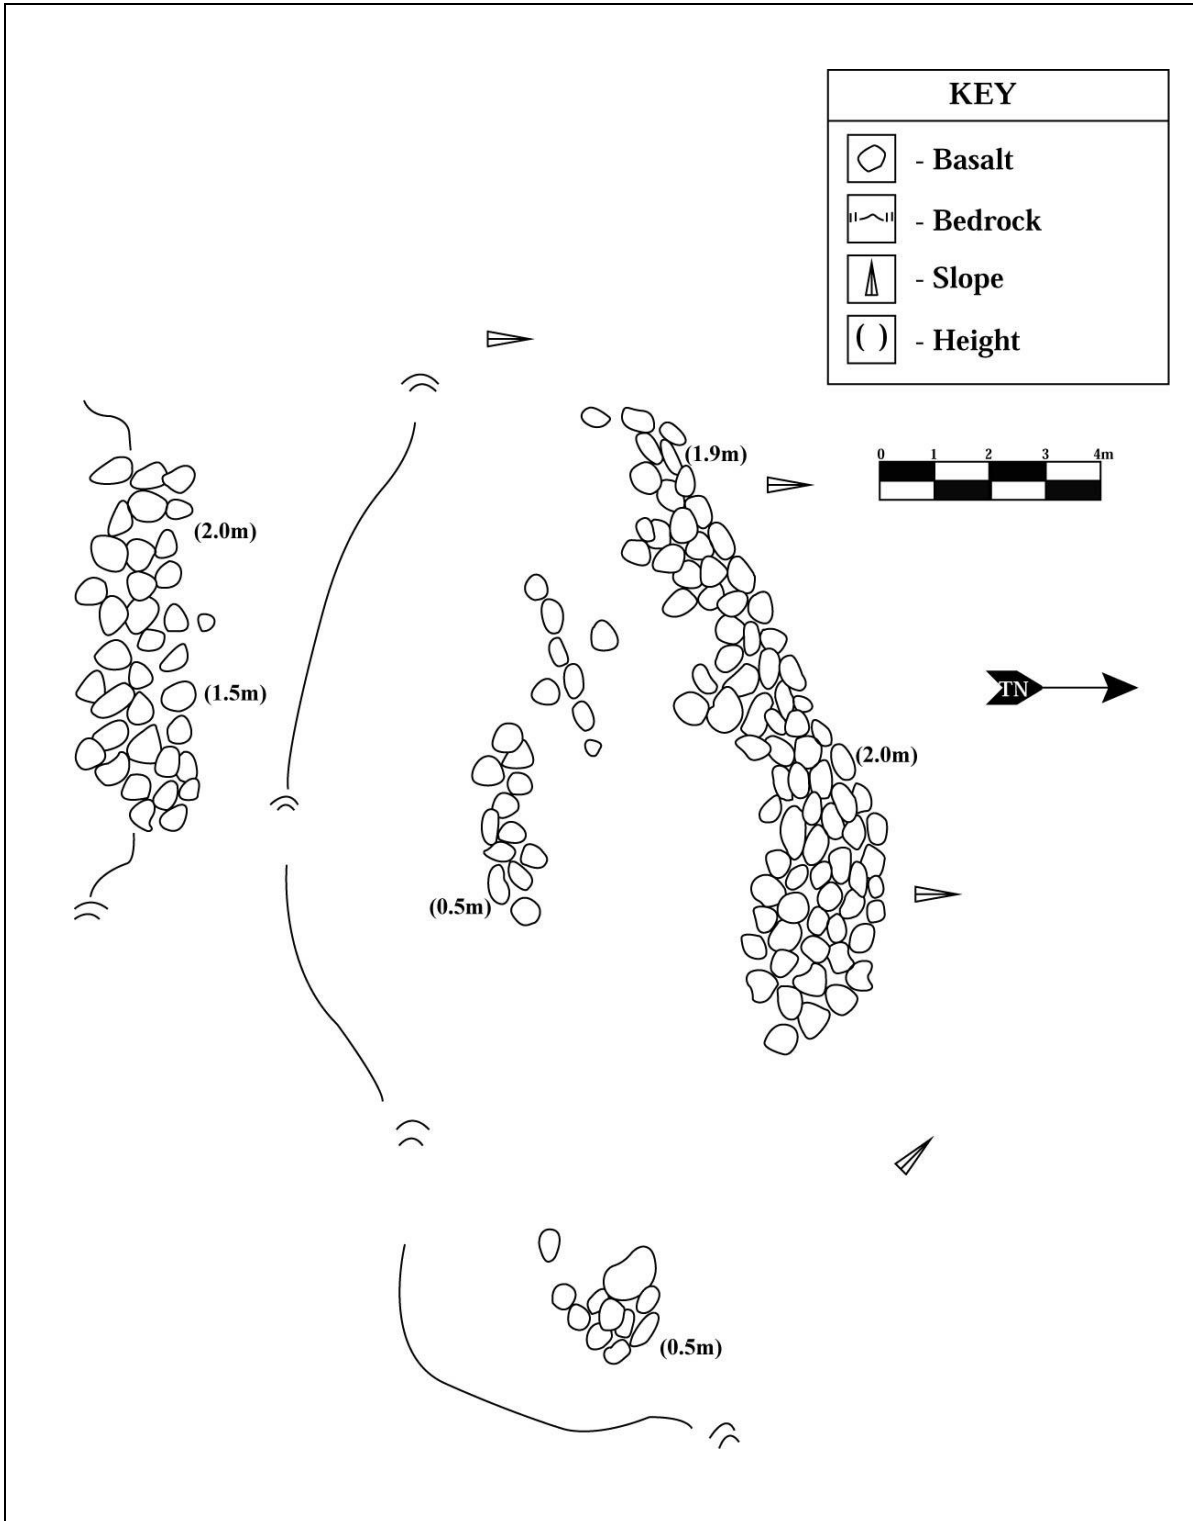 KEY
- Basalt
- Bedrock
- Slope
( ) - Height
(1.9m)
0 1 2 3 4m
(2.0m)
(1.5m)
TN
(2.0m)
(0.5m)
(0.5m)